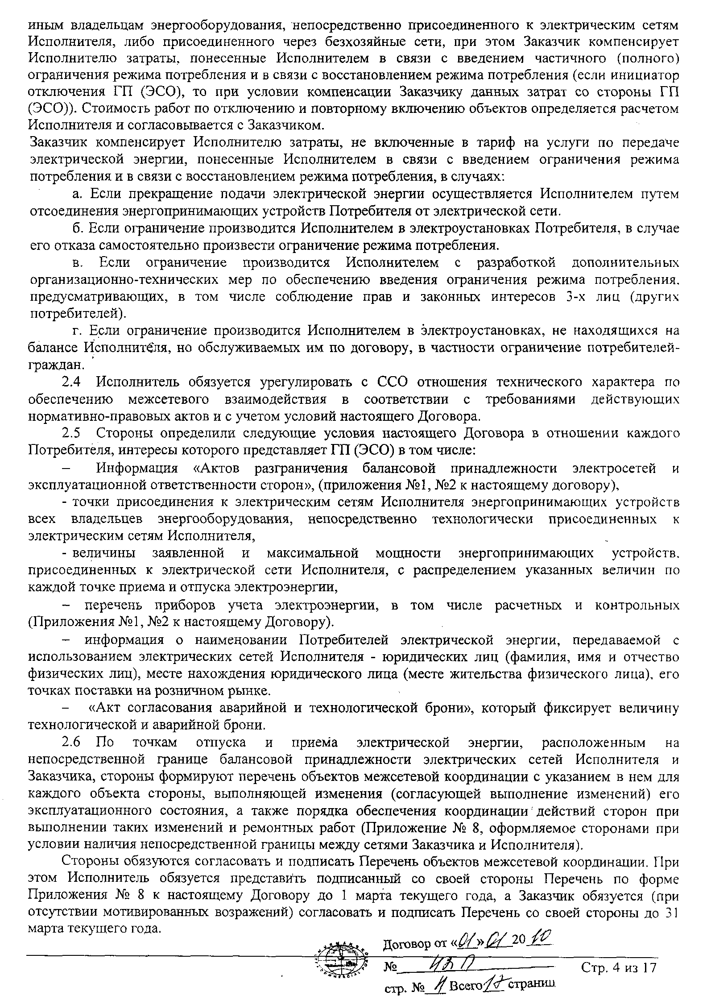 иным владельцам энергооборудования, непосредственно присоединенного к электрическим сетям
Исполнителя, либо присоединенного через безхозяйные сети, при этом Заказчик компенсирует
Исполнителю затраты, понесенные Исполнителем в связи с введением частичного (полного)
ограничения режима потребления и в связи с восстановлением режима потребления (если инициатор
отключения ГП (ЭСО), то при условии компенсации Заказчику данных затрат со стороны ГП
(ЭСО)). Стоимость работ по отключению и повторному включению объектов определяется расчетом
Исполнителя и согласовывается с Заказчиком.
Заказчик компенсирует Исполнителю затраты, не включенные в тариф на услуги по передаче
электрической энергии, понесенные Исполнителем в связи с введением ограничения режима
потребления и в связи с восстановлением режима потребления, в случаях:
а. Если прекращение подачи электрической энергии осуществляется Исполнителем путем
отсоединения энергопринимающих устройств Потребителя от электрической сети.
б. Если ограничение производится Исполнителем в электроустановках Потребителя, в случае
его отказа самостоятельно произвести ограничение режима потребления.
в. Если ограничение производится Исполнителем с разработкой дополнительных
организационно-технических мер по обеспечению введения ограничения режима потребления,
предусматривающих, в том числе соблюдение прав и законных интересов 3-х лиц (других
потребителей).
г. Если ограничение производится Исполнителем в электроустановках, не находящихся на
балансе Исполнителя, но обслуживаемых им по договору, в частности ограничение потребителей-
граждан.
2.4 Исполнитель обязуется урегулировать с ССО отношения технического характера по
обеспечению межсетевого взаимодействия в соответствии с требованиями действующих
нормативно-правовых актов и с учетом условий настоящего Договора.
2.5 Стороны определили следующие условия настоящего Договора в отношении каждого
Потребителя, интересы которого представляет ГП (ЭСО) в том числе:
– Информация «Актов разграничения балансовой принадлежности электросетей и
эксплуатационной ответственности сторон», (приложения №1, №2 к настоящему договору),
- точки присоединения к электрическим сетям Исполнителя энергопринимающих устройств
всех владельцев энергооборудования, непосредственно технологически присоединенных к
электрическим сетям Исполнителя,
- величины заявленной и максимальной мощности энергопринимающих устройств,
присоединенных к электрической сети Исполнителя, с распределением указанных величин по
каждой точке приема и отпуска электроэнергии,
– перечень приборов учета электроэнергии, в том числе расчетных и контрольных
(Приложения №1, №2 к настоящему Договору).
– информация о наименовании Потребителей электрической энергии, передаваемой с
использованием электрических сетей Исполнителя - юридических лиц (фамилия, имя и отчество
физических лиц), месте нахождения юридического лица (месте жительства физического лица), его
точках поставки на розничном рынке.
– «Акт согласования аварийной и технологической брони», который фиксирует величину
технологической и аварийной брони.
2.6 По точкам отпуска и приема электрической энергии, расположенным на
непосредственной границе балансовой принадлежности электрических сетей Исполнителя и
Заказчика, стороны формируют перечень объектов межсетевой координации с указанием в нем для
каждого объекта стороны, выполняющей изменения (согласующей выполнение изменений) его
эксплуатационного состояния, а также порядка обеспечения координации действий сторон при
выполнении таких изменений и ремонтных работ (Приложение № 8, оформляемое сторонами при
условии наличия непосредственной границы между сетями Заказчика и Исполнителя).
Стороны обязуются согласовать и подписать Перечень объектов межсетевой координации. При
этом Исполнитель обязуется представить подписанный со своей стороны Перечень по форме
Приложения № 8 к настоящему Договору до 1 марта текущего года, а Заказчик обязуется (при
отсутствии мотивированных возражений) согласовать и подписать Перечень со своей стороны до 31
марта текущего года.
Договор от «01» 01 2010
№
Стр. 4 из 17
стр. № 4 Всего 17 страниц